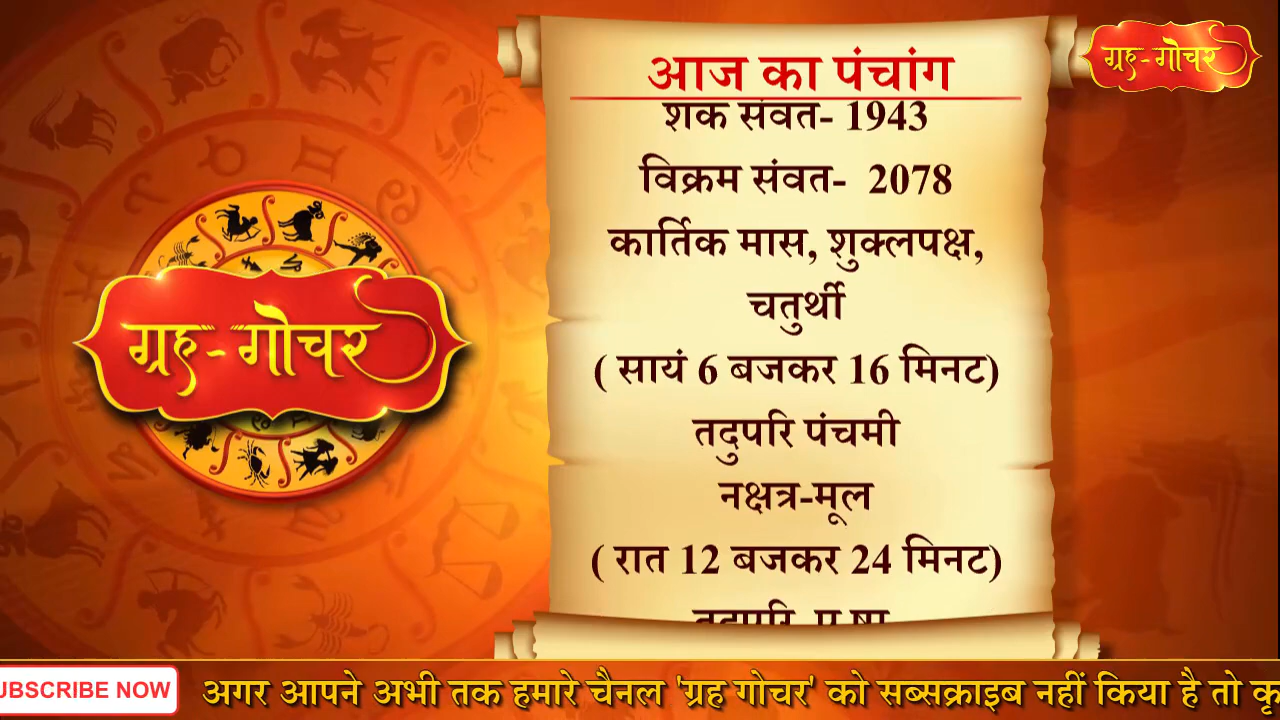 आज का पंचांग
ग्रह-गोचर
शक संवत- 1943
विक्रम संवत- 2078
कार्तिक मास, शुक्लपक्ष,
चतुर्थी
( सायं 6 बजकर 16 मिनट)
तदुपरि पंचमी
नक्षत्र-मूल
( रात 12 बजकर 24 मिनट)
तदुपरि
ग्रह-गोचर
UBSCRIBE NOW
अगर आपने अभी तक हमारे चैनल 'ग्रह गोचर' को सब्सक्राइब नहीं किया है तो कृ